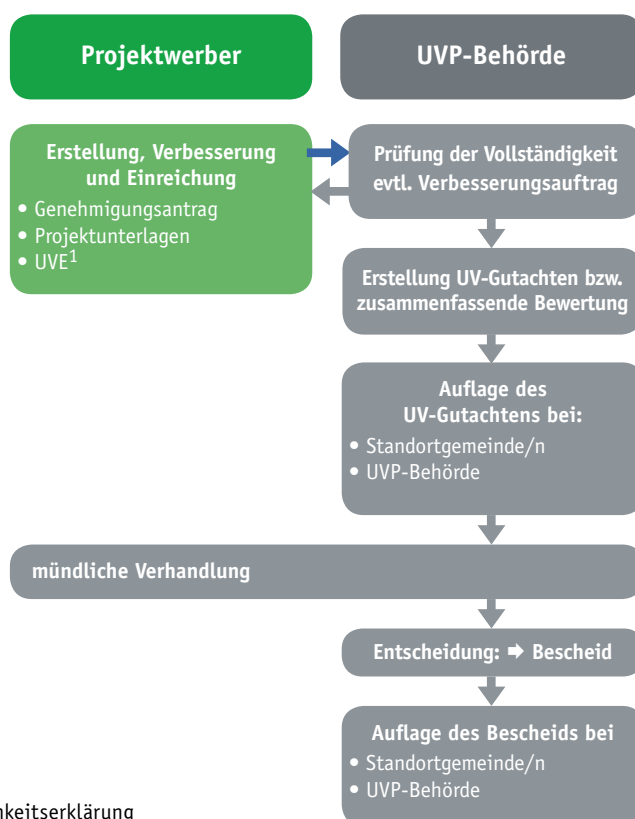 Projektwerber
UVP-Behörde
Erstellung, Verbesserung
und Einreichung
• Genehmigungsantrag
• Projektunterlagen
• UVE1
Prüfung der Vollständigkeit
evtl. Verbesserungsauftrag
Erstellung UV-Gutachten bzw.
zusammenfassende Bewertung
Auflage des
UV-Gutachtens bei:
• Standortgemeinde/n
• UVP-Behörde
mündliche Verhandlung
Entscheidung: ➡ Bescheid
Auflage des Bescheids bei
• Standortgemeinde/n
• UVP-Behörde